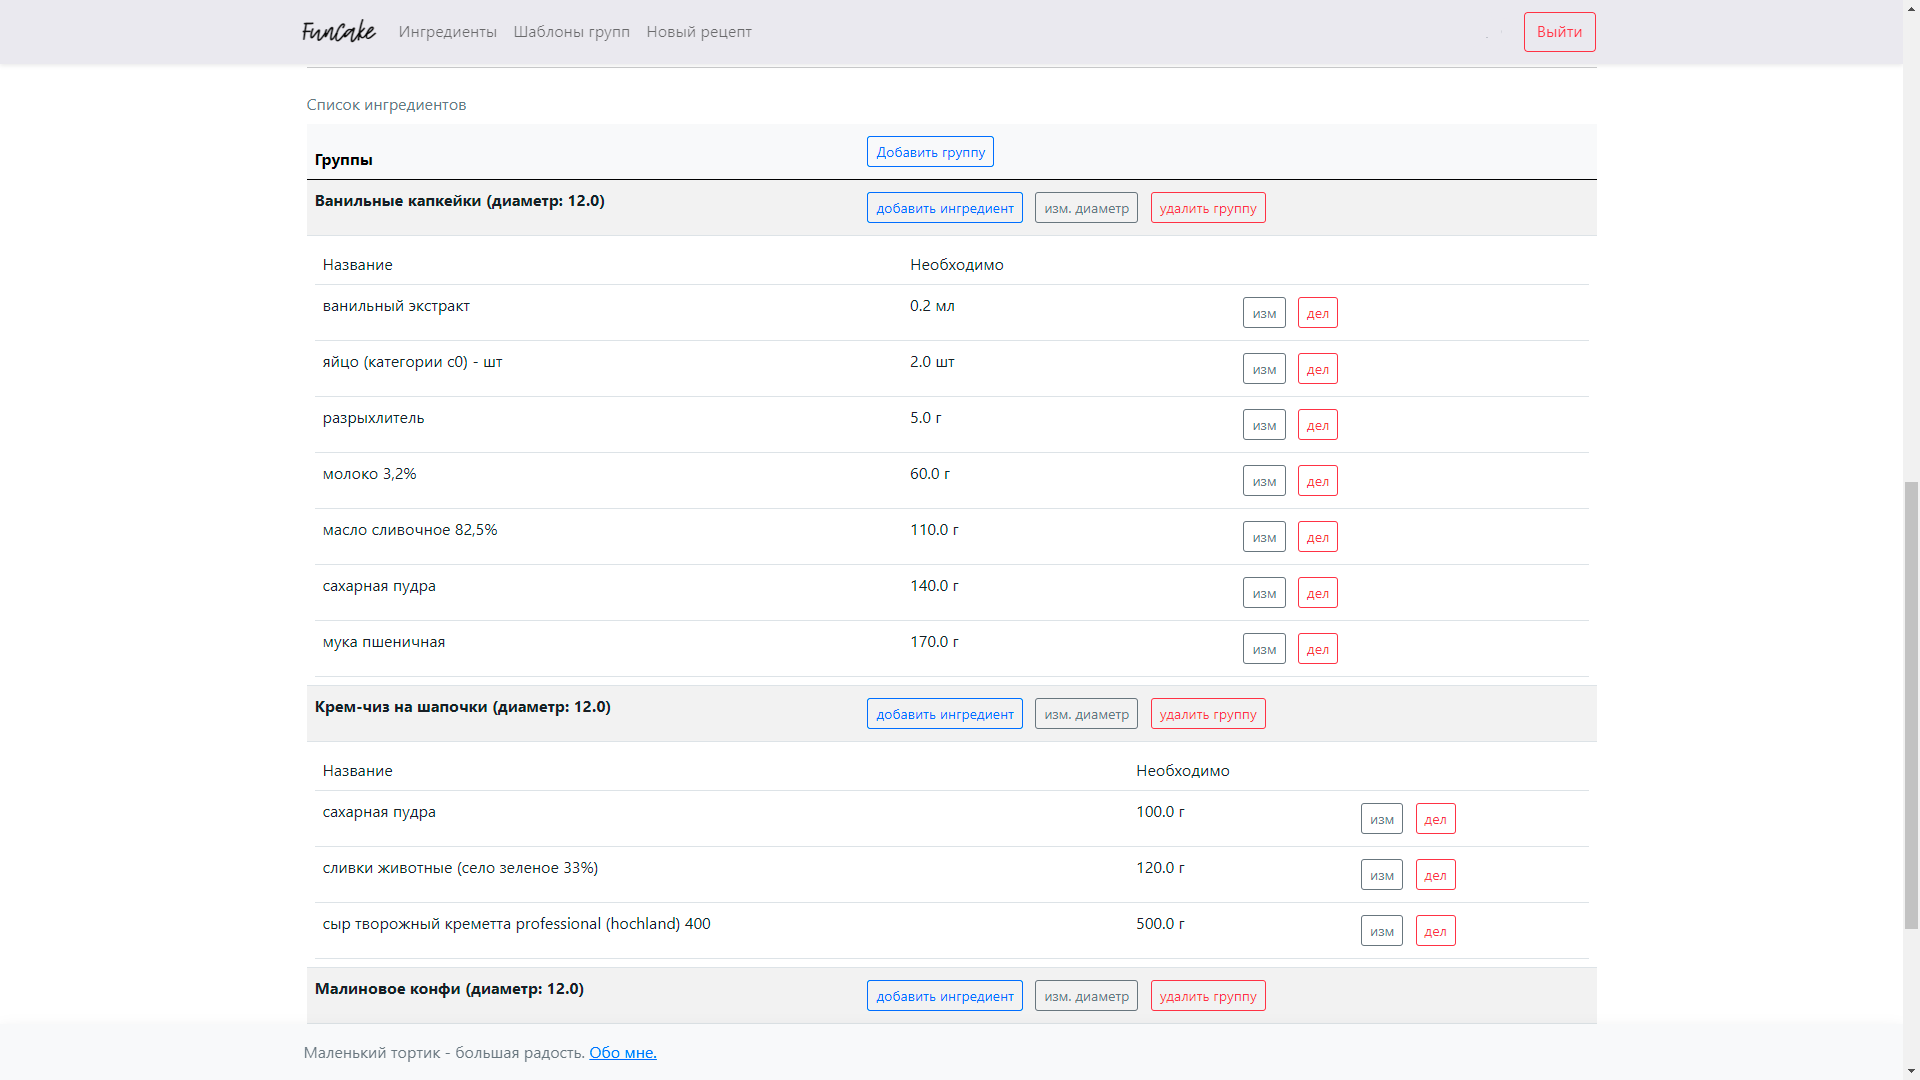 FunCake Ингредиенты Шаблоны групп Новый рецепт Выйти
Список ингредиентов
Группы Добавить группу
Ванильные капкейки (диаметр: 12.0) добавить ингредиент изм. диаметр удалить группу
Название Необходимо
ванильный экстракт 0.2 мл изм дел
яйцо (категории с0) - шт 2.0 шт изм дел
разрыхлитель 5.0 г изм дел
молоко 3,2% 60.0 г изм дел
масло сливочное 82,5% 110.0 г изм дел
сахарная пудра 140.0 г изм дел
мука пшеничная 170.0 г изм дел
Крем-чиз на шапочки (диаметр: 12.0) добавить ингредиент изм. диаметр удалить группу
Название Необходимо
сахарная пудра 100.0 г изм дел
сливки животные (село зеленое 33%) 120.0 г изм дел
сыр творожный креметта professional (hochland) 400 500.0 г изм дел
Малиновое конфи (диаметр: 12.0) добавить ингредиент изм. диаметр удалить группу
Маленький тортик - большая радость. Обо мне.